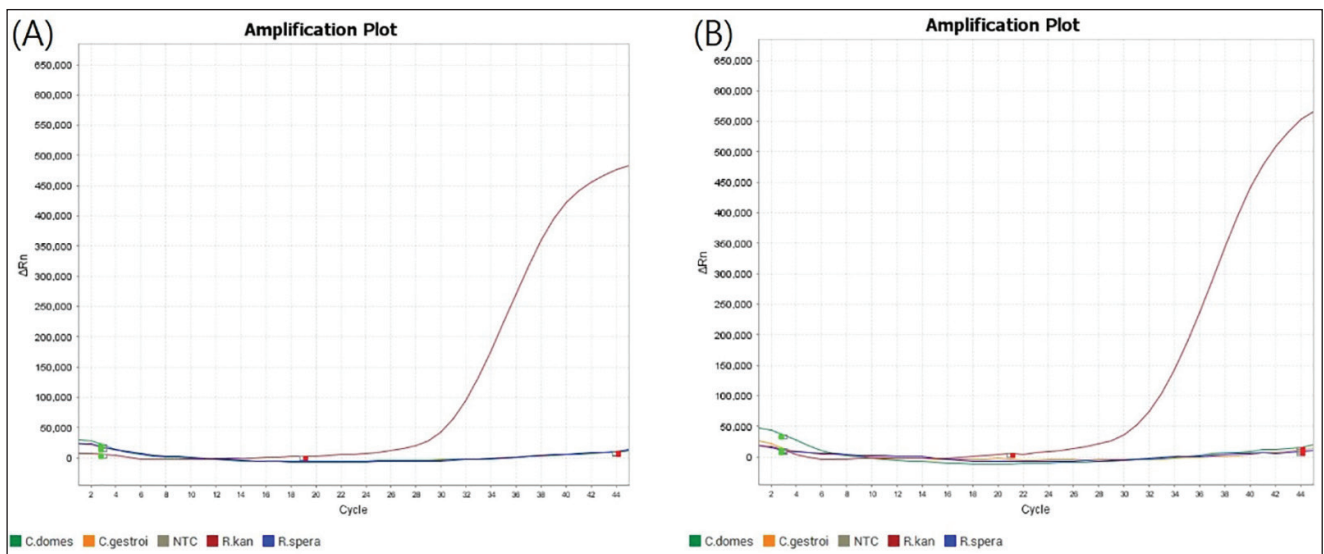 (A)
Amplification Plot
650,000
600,000
550,000
500,000
450,000
400,000
350,000
300,000
250,000
200,000
150,000
100,000
50,000
0
ΔRn
2 4 6 8 10 12 14 16 18 20 22 24 26 28 30 32 34 36 38 40 42 44
Cycle
C.domes C.gestroi NTC R.kan R.spera
(B)
Amplification Plot
650,000
600,000
550,000
500,000
450,000
400,000
350,000
300,000
250,000
200,000
150,000
100,000
50,000
0
ΔRn
2 4 6 8 10 12 14 16 18 20 22 24 26 28 30 32 34 36 38 40 42 44
Cycle
C.domes C.gestroi NTC R.kan R.spera